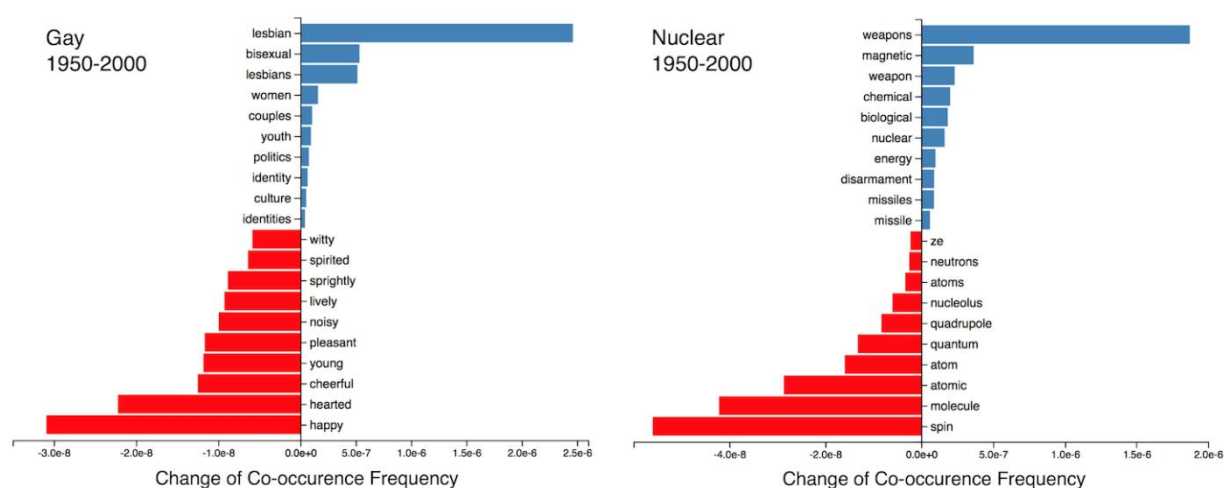 Gay
1950-2000
lesbian
bisexual
lesbians
women
couples
youth
politics
identity
culture
identities
witty
spirited
sprightly
lively
noisy
pleasant
young
cheerful
hearted
happy
-3.0e-8 -2.0e-8 -1.0e-8 0.0e+0 5.0e-7 1.0e-6 1.5e-6 2.0e-6 2.5e-6
Change of Co-occurence Frequency
Nuclear
1950-2000
weapons
magnetic
weapon
chemical
biological
nuclear
energy
disarmament
missiles
missile
ze
neutrons
atoms
nucleolus
quadrupole
quantum
atom
atomic
molecule
spin
-4.0e-8 -2.0e-8 0.0e+0 5.0e-7 1.0e-6 1.5e-6 2.0e-6
Change of Co-occurence Frequency